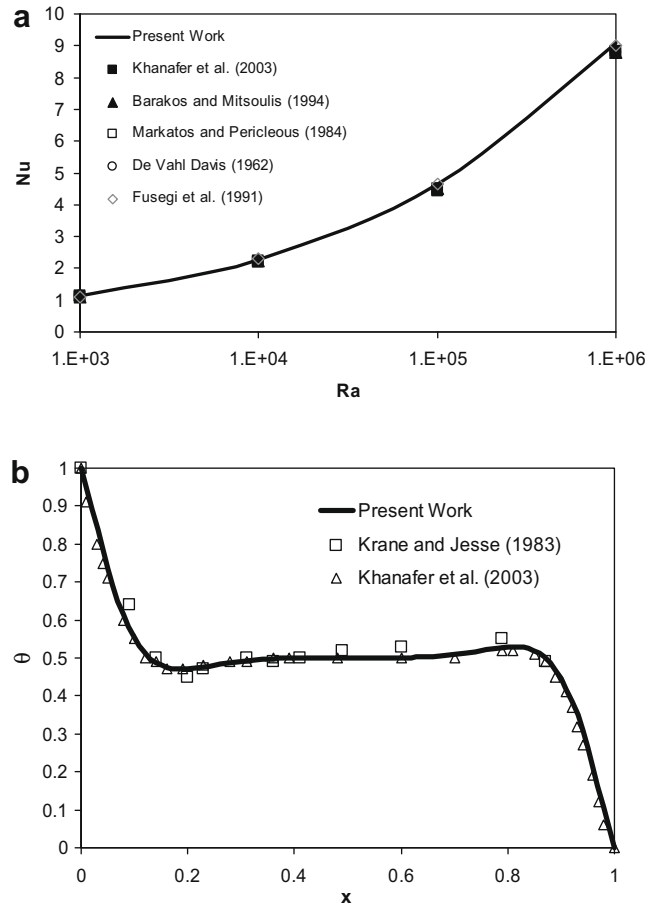 a
Present Work
Khanafer et al. (2003)
Barakos and Mitsoulis (1994)
Markatos and Pericleous (1984)
De Vahl Davis (1962)
Fusegi et al. (1991)
10
9
8
7
6
5
4
3
2
1
0
Nu
1.E+03 1.E+04 1.E+05 1.E+06
Ra
b
Present Work
Krane and Jesse (1983)
Khanafer et al. (2003)
1
0.9
0.8
0.7
0.6
0.5
0.4
0.3
0.2
0.1
0
θ
0 0.2 0.4 0.6 0.8 1
x